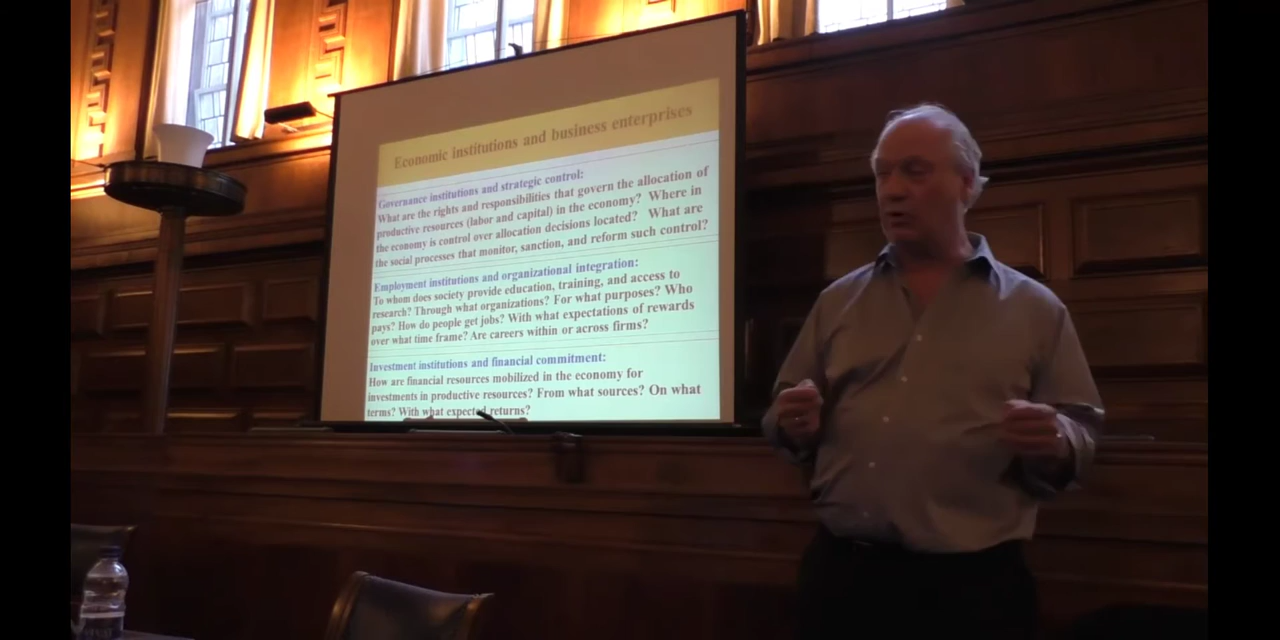 Economic institutions and business enterprises
Governance institutions and strategic control:
What are the rights and responsibilities that govern the allocation of
productive resources (labor and capital) in the economy? Where in
the economy is control over allocation decisions located? What are
the social processes that monitor, sanction, and reform such control?
Employment institutions and organizational integration:
To whom does society provide education, training, and access to
research? Through what organizations? For what purposes? Who
pays? How do people get jobs? With what expectations of rewards
over what time frame? Are careers within or across firms?
Investment institutions and financial commitment:
How are financial resources mobilized in the economy for
investments in productive resources? From what sources? On what
terms? With what expected returns?